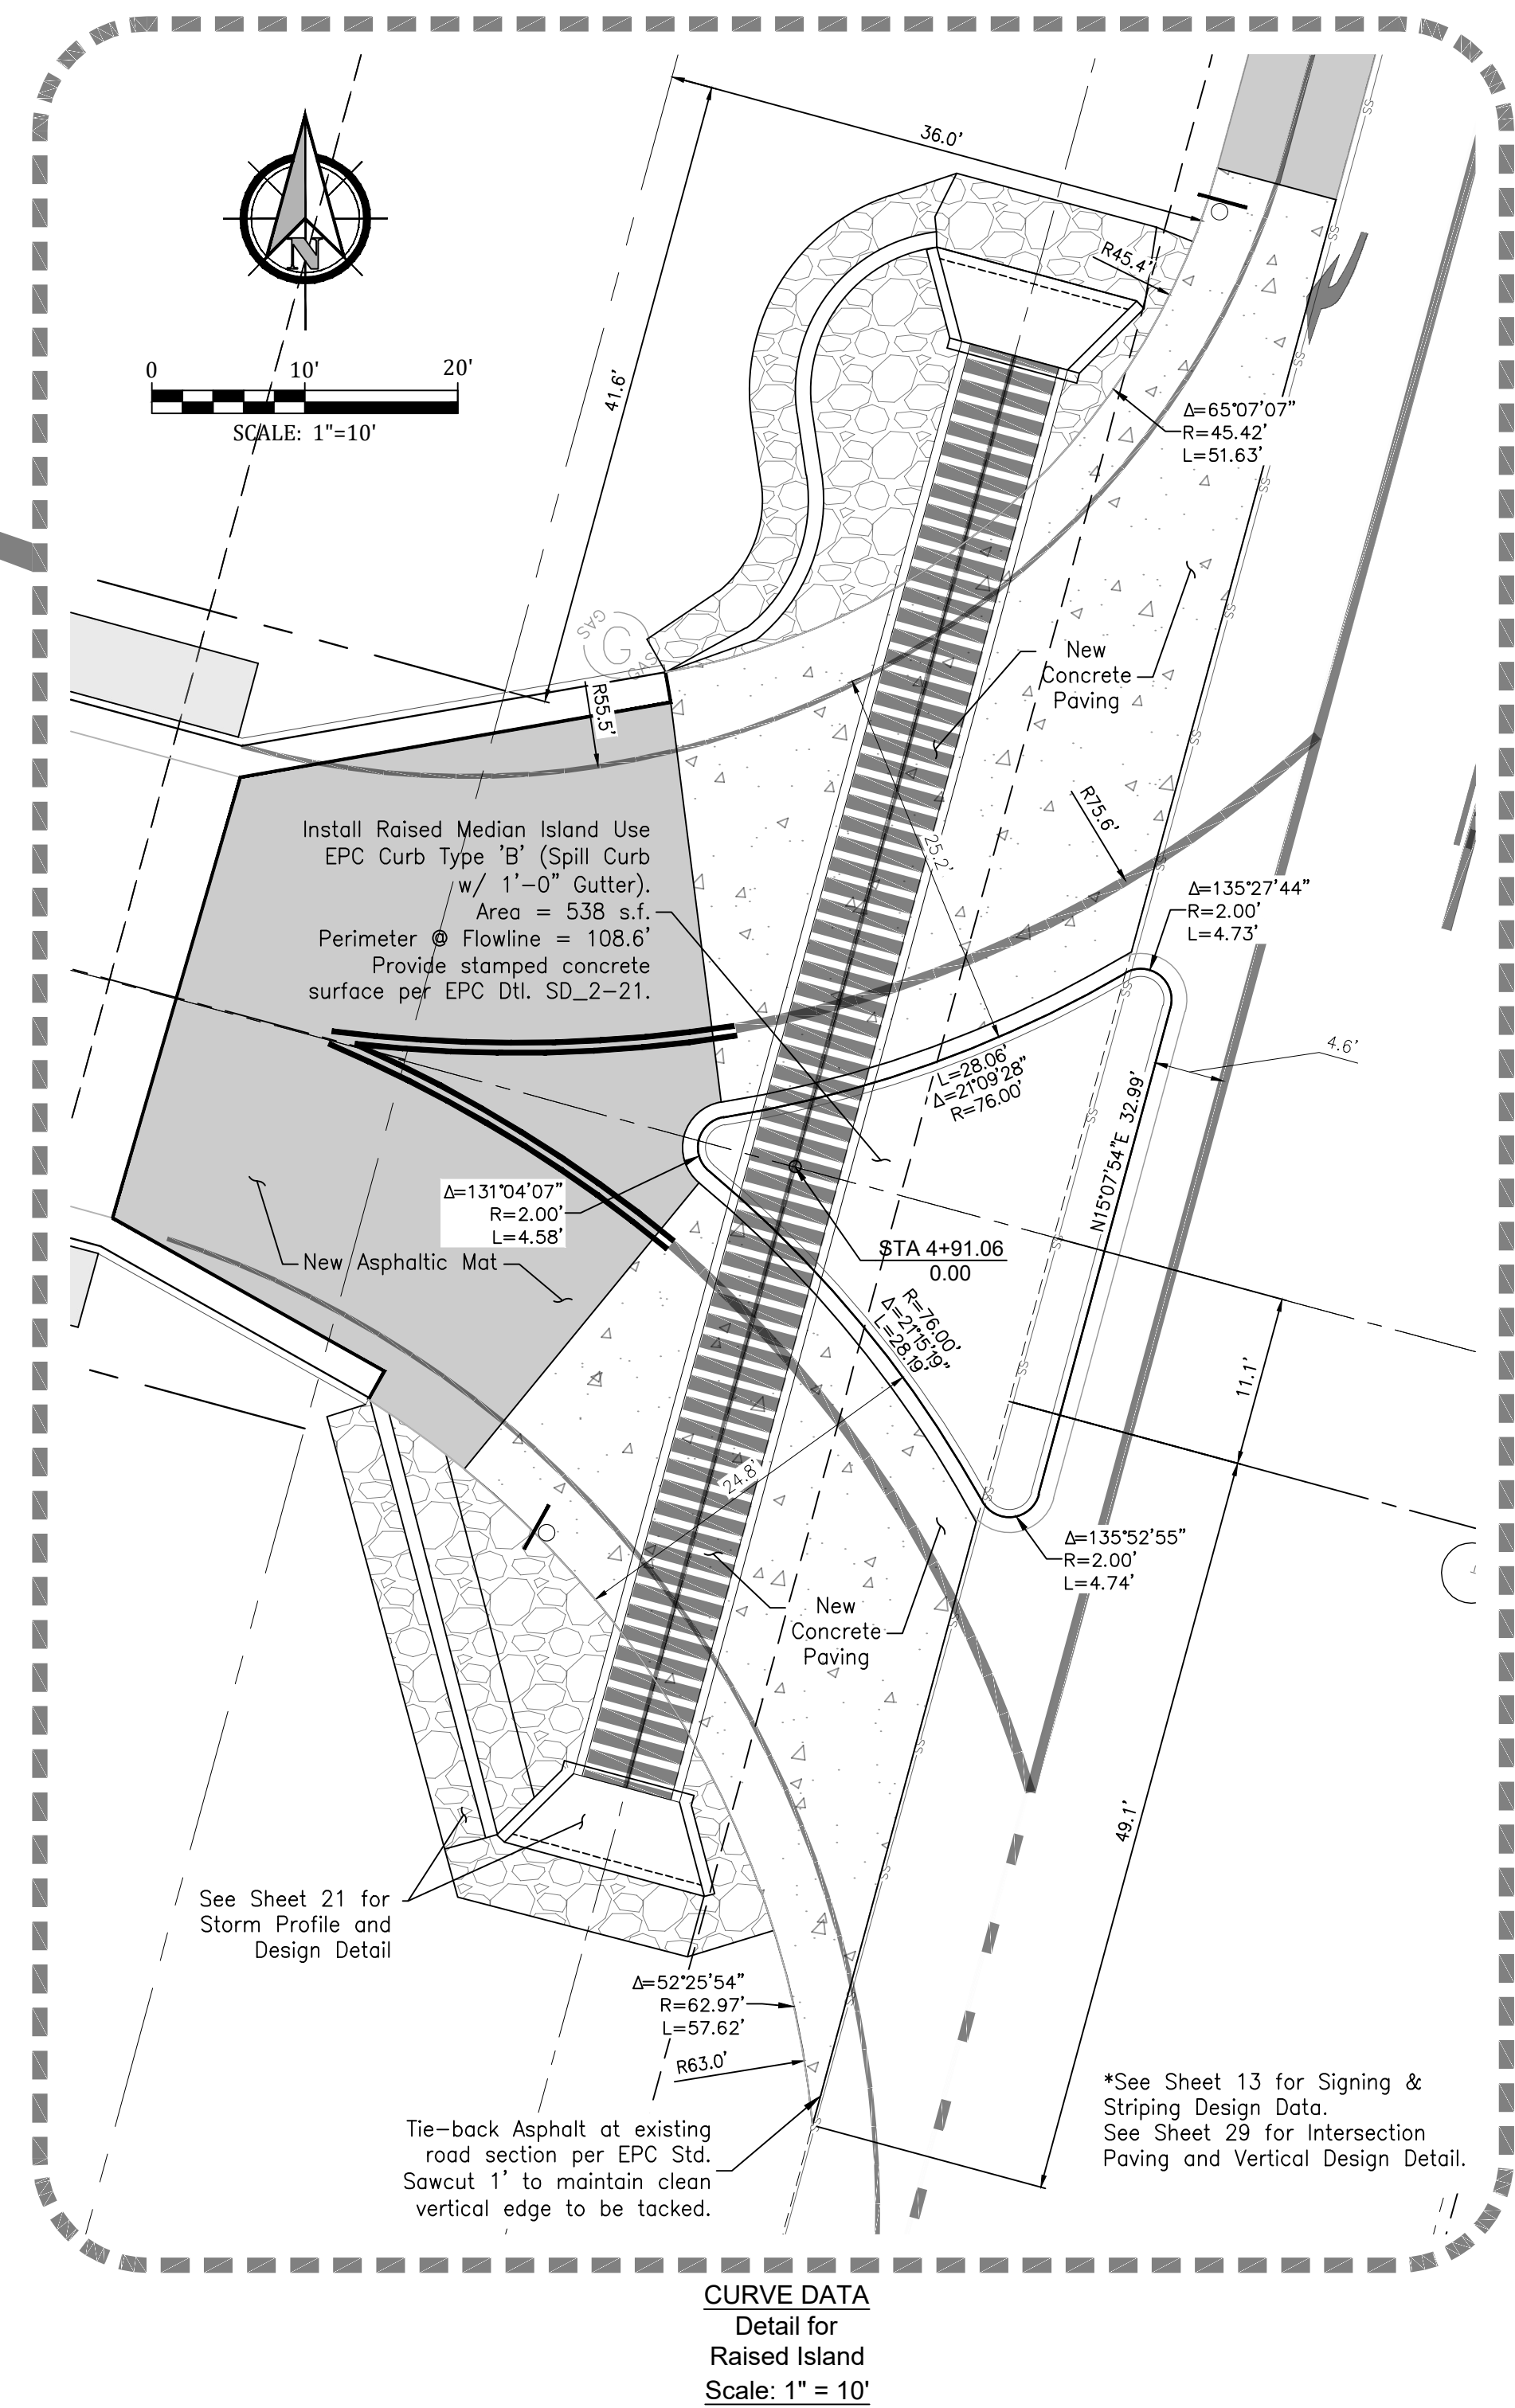 36.0'
N
0 10' 20'
SCALE: 1"=10'
41.6'
R45.4'
Δ=65°07'07"
R=45.42'
L=51.63'
SS
GAS
G
GAS
New
Concrete
Paving
R55.5'
25.2'
R75.6'
Install Raised Median Island Use
EPC Curb Type 'B' (Spill Curb
w/ 1'-0" Gutter).
Area = 538 s.f.
Perimeter @ Flowline = 108.6'
Provide stamped concrete
surface per EPC Dtl. SD_2-21.
Δ=135°27'44"
R=2.00'
L=4.73'
4.6'
L=28.06'
Δ=21°09'28"
R=76.00'
N15°07'54"E 32.99'
Δ=131°04'07"
R=2.00'
L=4.58'
New Asphaltic Mat
STA 4+91.06
0.00
R=76.00'
Δ=21°15'19"
L=28.19'
11.1'
24.8'
Δ=135°52'55"
R=2.00'
L=4.74'
New
Concrete
Paving
49.1'
See Sheet 21 for
Storm Profile and
Design Detail
Δ=52°25'54"
R=62.97'
L=57.62'
R63.0'
Tie-back Asphalt at existing
road section per EPC Std.
Sawcut 1' to maintain clean
vertical edge to be tacked.
*See Sheet 13 for Signing &
Striping Design Data.
See Sheet 29 for Intersection
Paving and Vertical Design Detail.
CURVE DATA
Detail for
Raised Island
Scale: 1" = 10'